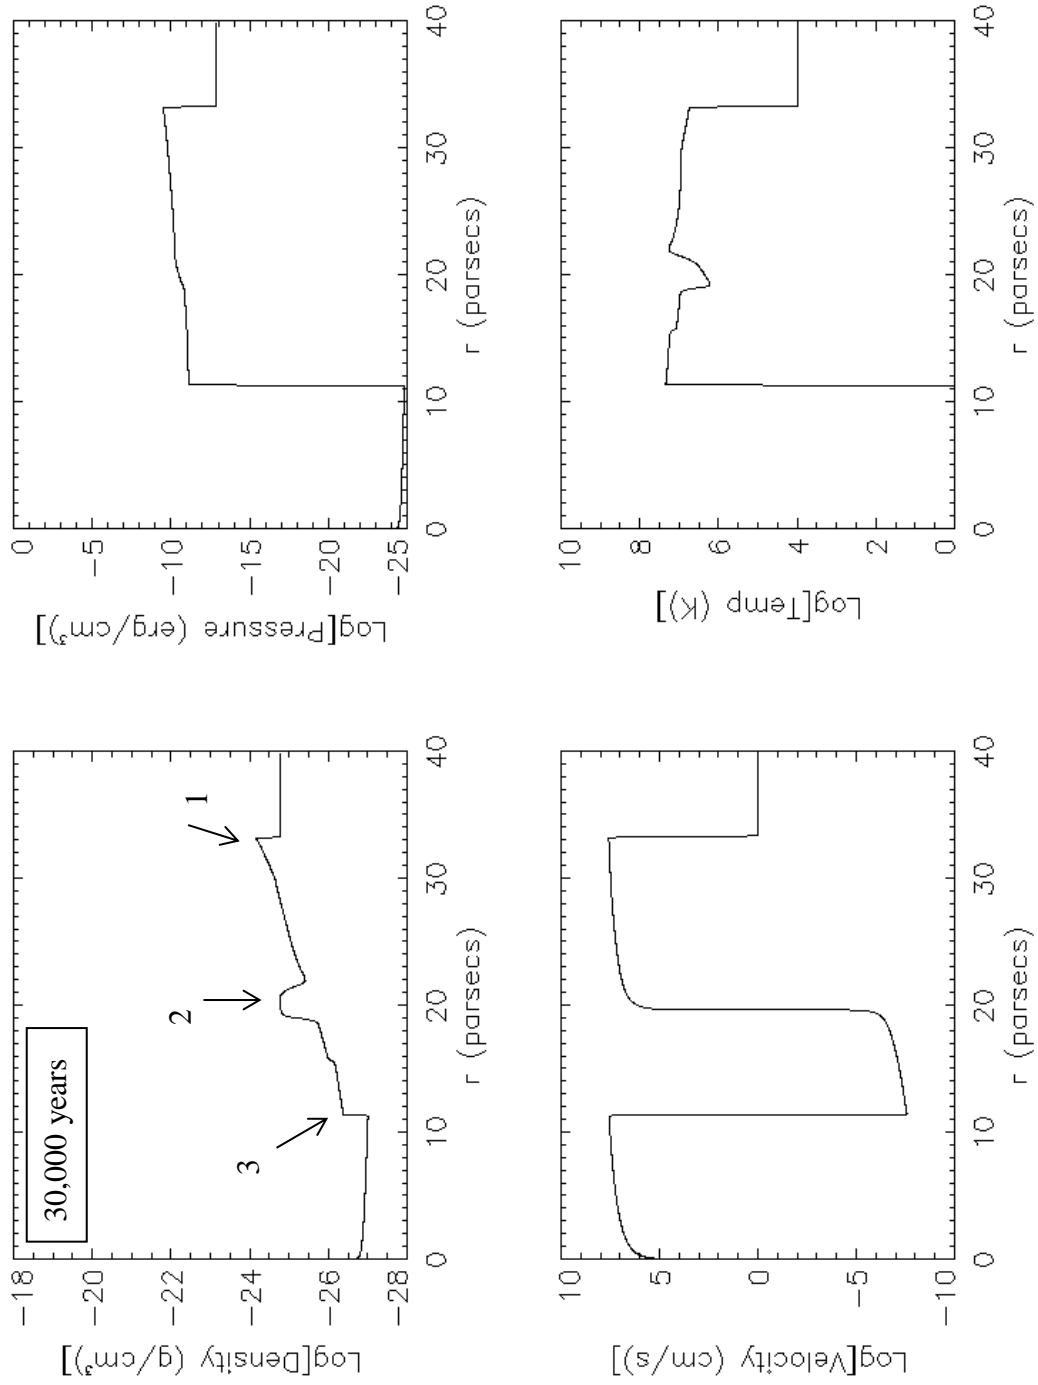 30,000 years
1
2
3
Log[Density (g/cm³)]
-18
-20
-22
-24
-26
-28
0 10 20 30 40
r (parsecs)
Log[Pressure (erg/cm³)]
0
-5
-10
-15
-20
-25
0 10 20 30 40
r (parsecs)
Log[Velocity (cm/s)]
10
5
0
-5
-10
0 10 20 30 40
r (parsecs)
Log[Temp (K)]
10
8
6
4
2
0
0 10 20 30 40
r (parsecs)